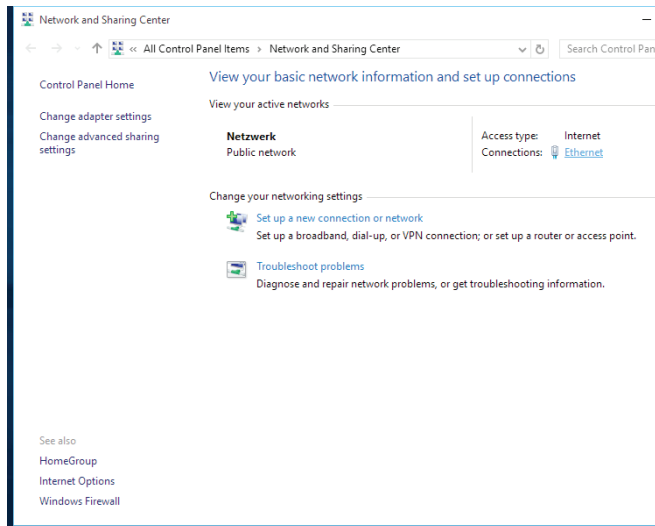 Network and Sharing Center
« All Control Panel Items > Network and Sharing Center
Search Control Pan
Control Panel Home
Change adapter settings
Change advanced sharing
settings
View your basic network information and set up connections
View your active networks
Netzwerk
Public network
Access type: Internet
Connections: Ethernet
Change your networking settings
Set up a new connection or network
Set up a broadband, dial-up, or VPN connection; or set up a router or access point.
Troubleshoot problems
Diagnose and repair network problems, or get troubleshooting information.
See also
HomeGroup
Internet Options
Windows Firewall